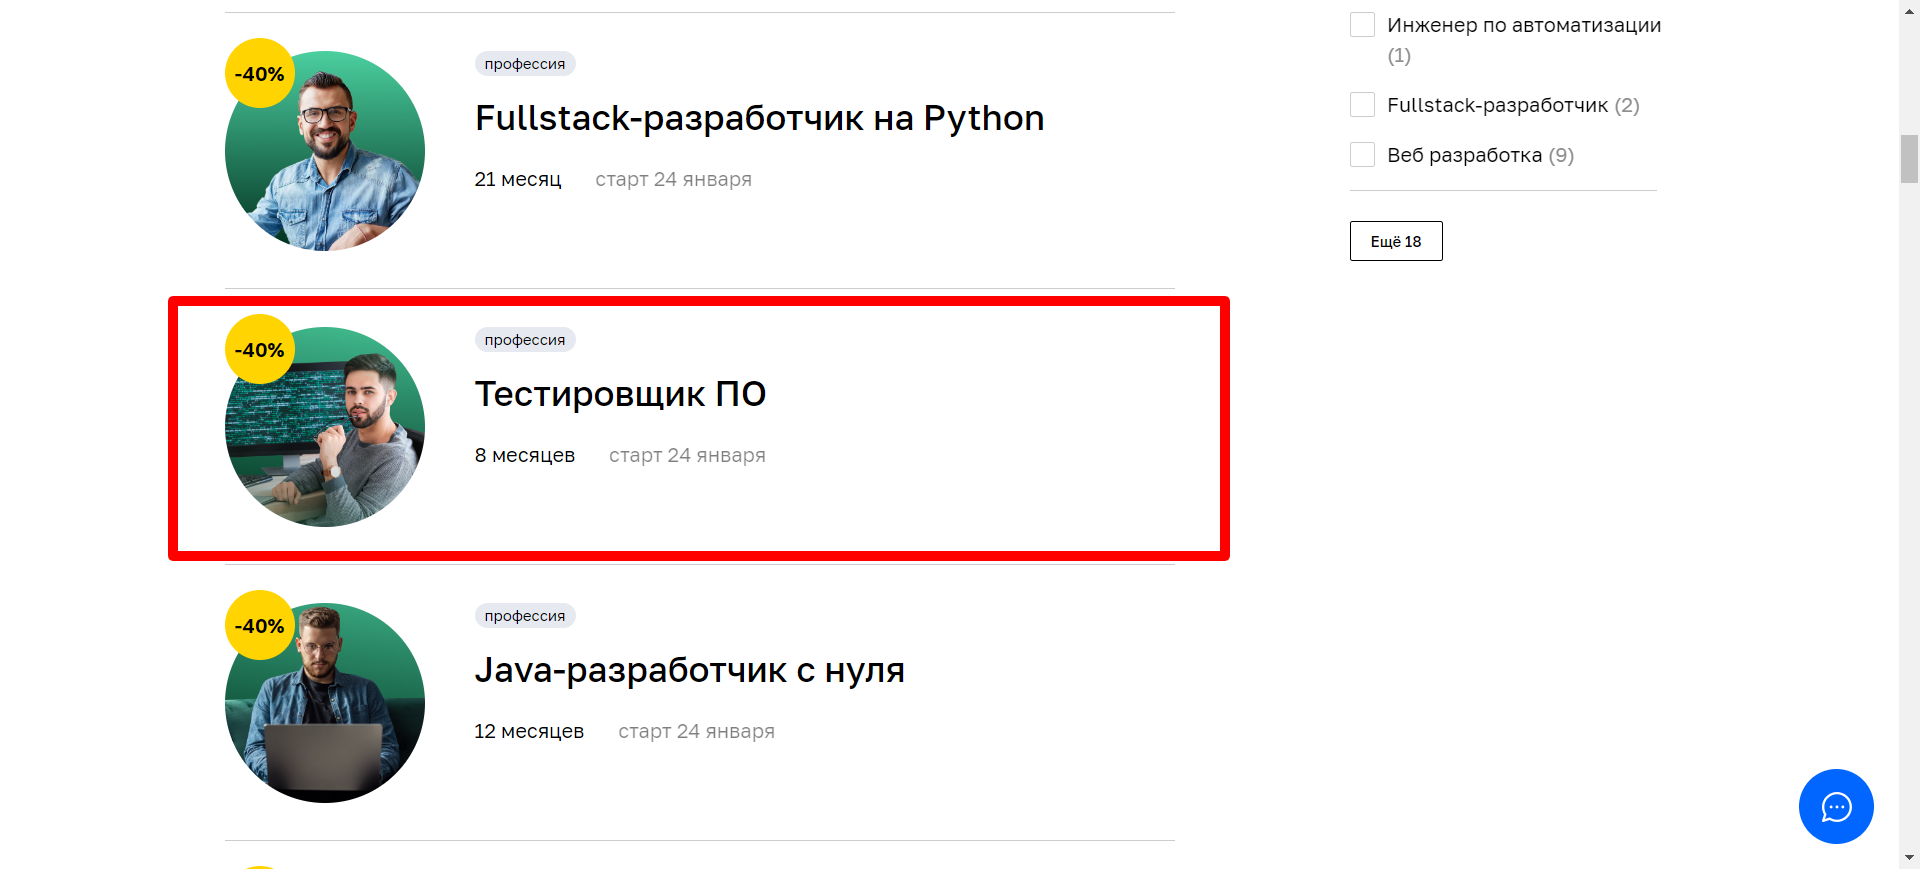 -40%
профессия
Fullstack-разработчик на Python
21 месяц старт 24 января
-40%
профессия
Тестировщик ПО
8 месяцев старт 24 января
-40%
профессия
Java-разработчик с нуля
12 месяцев старт 24 января
Инженер по автоматизации
(1)
Fullstack-разработчик (2)
Веб разработка (9)
Ещё 18